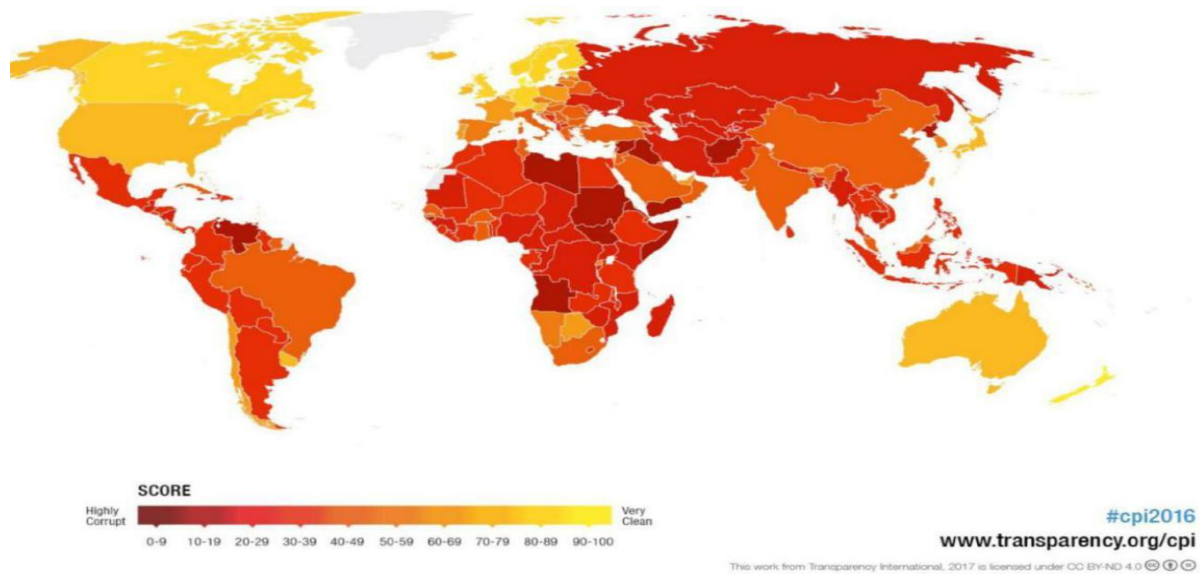 SCORE
Highly
Corrupt
Very
Clean
0-9 10-19 20-29 30-39 40-49 50-59 60-69 70-79 80-89 90-100
#cpi2016
www.transparency.org/cpi
This work from Transparency International, 2017 is licensed under CC BY-ND 4.0